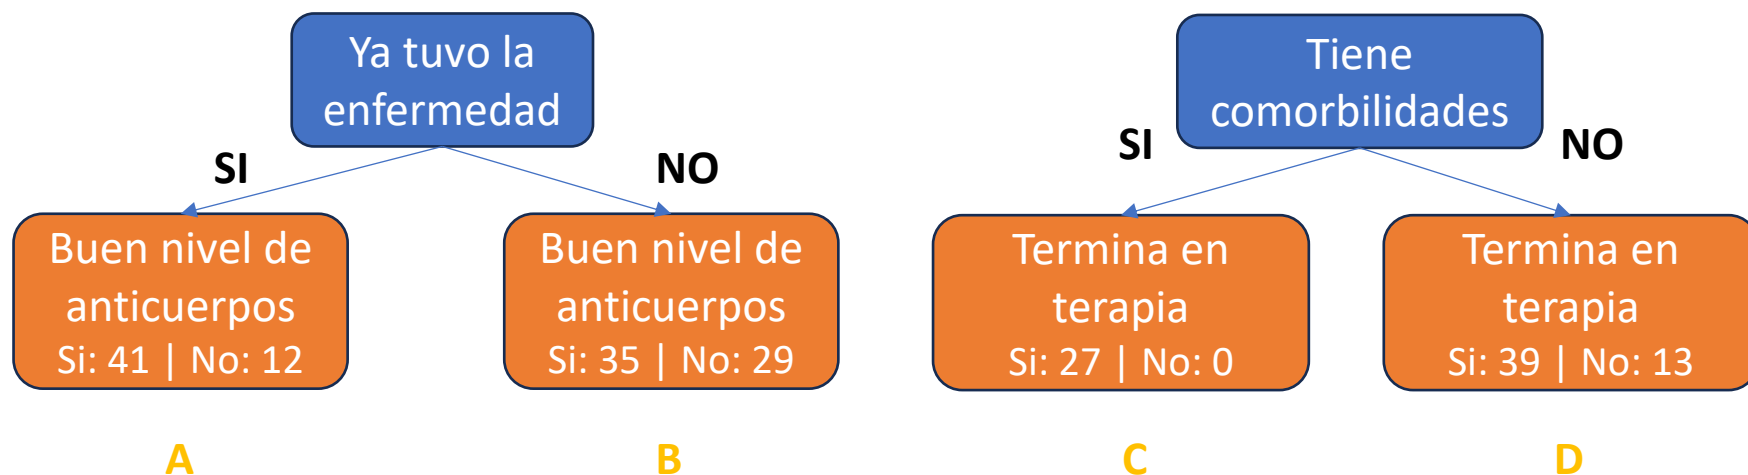 Ya tuvo la
enfermedad
SI
NO
Buen nivel de
anticuerpos
Si: 41 | No: 12
A
Buen nivel de
anticuerpos
Si: 35 | No: 29
B
Tiene
comorbilidades
SI
NO
Termina en
terapia
Si: 27 | No: 0
C
Termina en
terapia
Si: 39 | No: 13
D